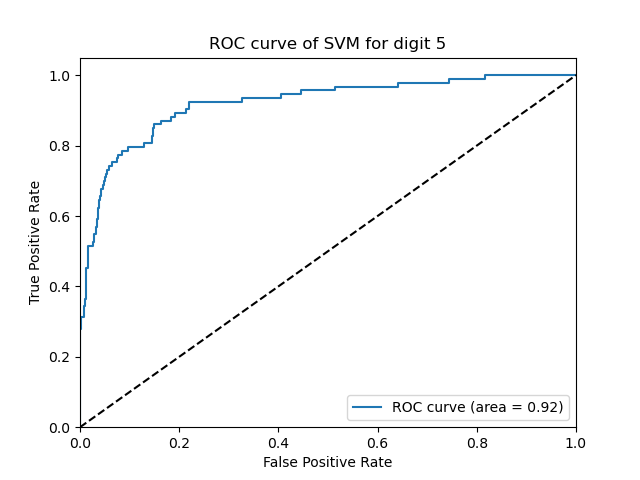 ROC curve of SVM for digit 5
True Positive Rate
1.0
0.8
0.6
0.4
0.2
0.0
ROC curve (area = 0.92)
0.0 0.2 0.4 0.6 0.8 1.0
False Positive Rate